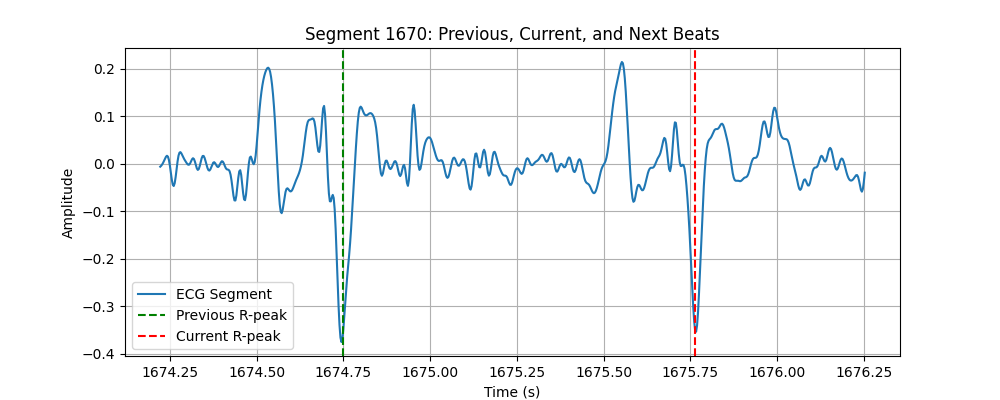 Segment 1670: Previous, Current, and Next Beats
0.2
0.1
0.0
−0.1
−0.2
−0.3
−0.4
Amplitude
ECG Segment
Previous R-peak
Current R-peak
1674.25 1674.50 1674.75 1675.00 1675.25 1675.50 1675.75 1676.00 1676.25
Time (s)